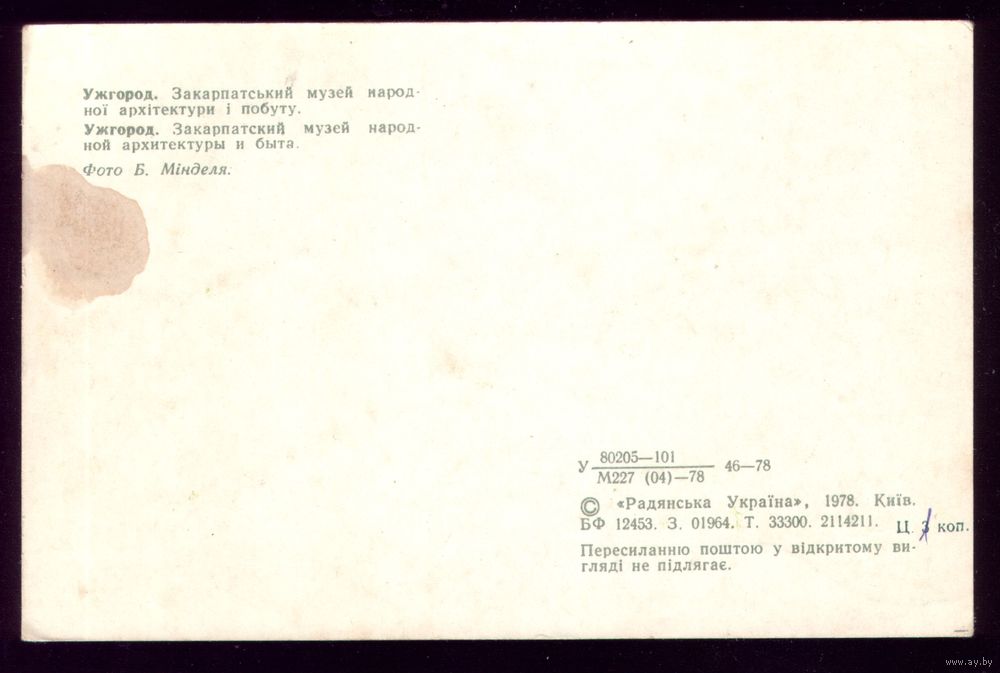 Ужгород. Закарпатський музей народ-
ної архітектури і побуту.
Ужгород. Закарпатский музей народ-
ной архитектуры и быта.
Фото Б. Мінделя.
У 80205—101 46—78
М227 (04)—78
© «Радянська Україна», 1978. Київ.
БФ 12453. З. 01964. Т. 33300. 2114211. Ц. 3 коп.
Пересиланню поштою у відкритому ви-
гляді не підлягає.
www.ay.by